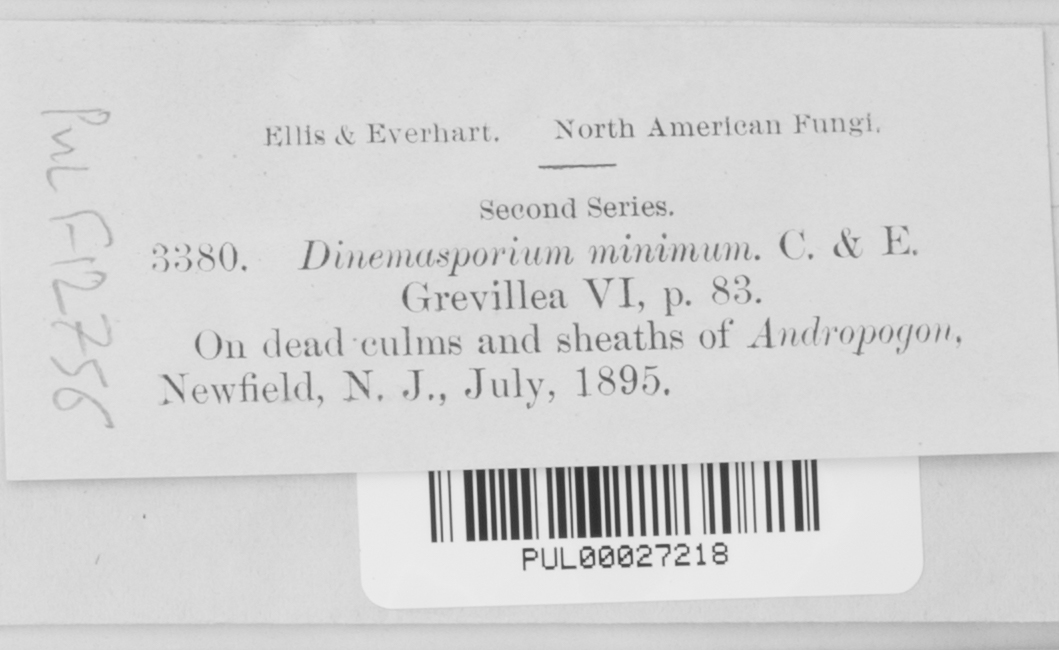 Ellis & Everhart. North American Fungi.
Second Series.
3380. Dinemasporium minimum. C. & E.
Grevillea VI, p. 83.
On dead culms and sheaths of Andropogon,
Newfield, N. J., July, 1895.
PUL F12756
PUL00027218